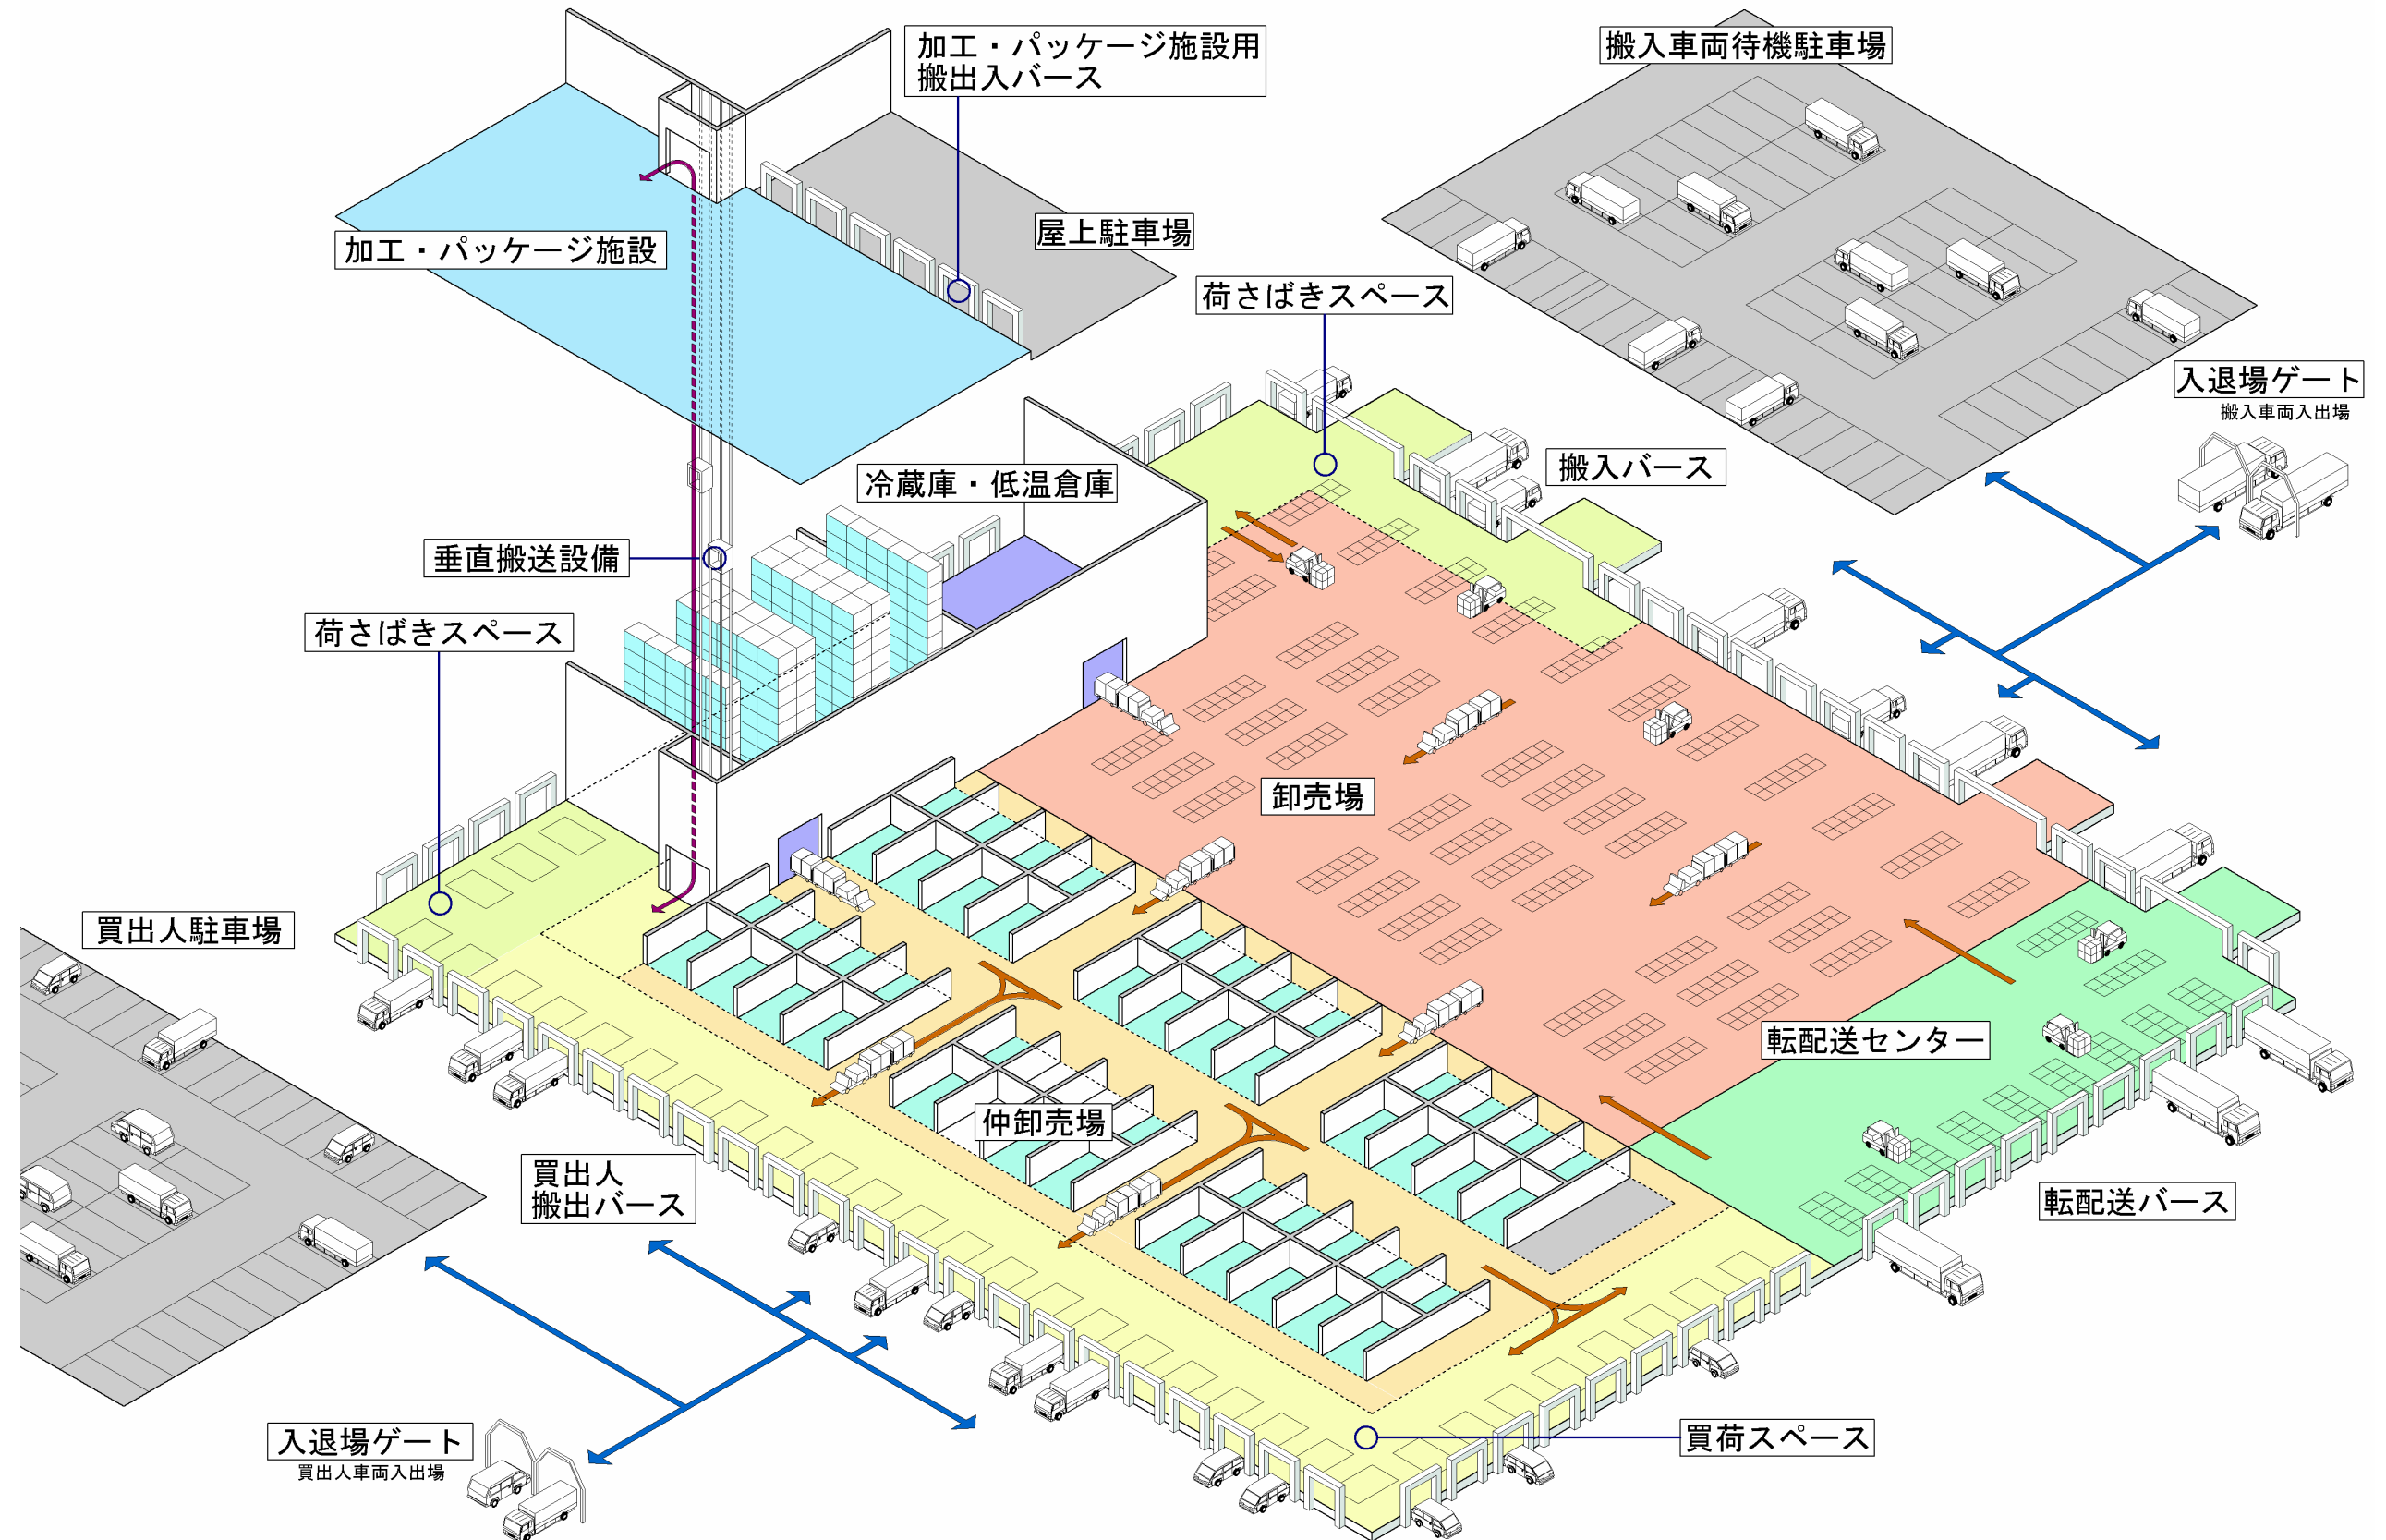 加工・パッケージ施設用
搬出入バース
搬入車両待機駐車場
屋上駐車場
加工・パッケージ施設
荷さばきスペース
入退場ゲート
搬入車両入出場
搬入バース
冷蔵庫・低温倉庫
垂直搬送設備
荷さばきスペース
卸売場
買出人駐車場
転配送センター
仲卸売場
買出人
搬出バース
転配送バース
入退場ゲート
買出人車両入出場
買荷スペース